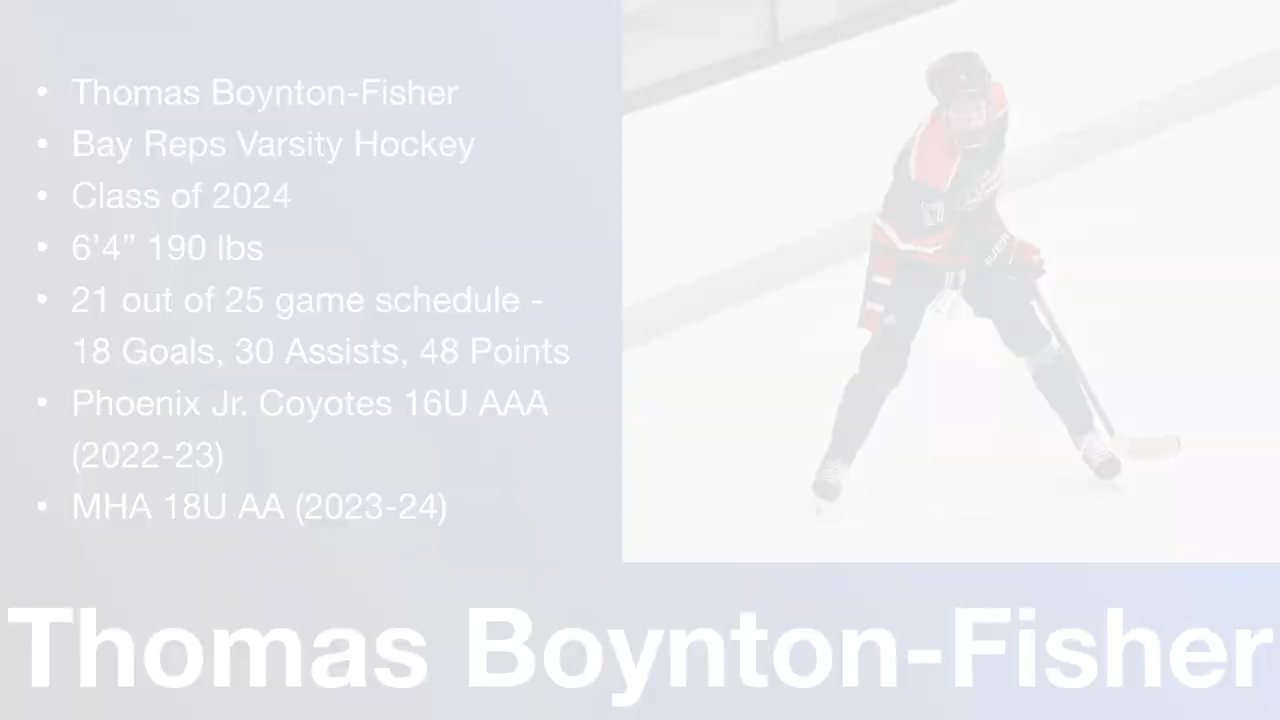 • Thomas Boynton-Fisher
• Bay Reps Varsity Hockey
• Class of 2024
• 6’4” 190 lbs
• 21 out of 25 game schedule -
18 Goals, 30 Assists, 48 Points
• Phoenix Jr. Coyotes 16U AAA
(2022-23)
• MHA 18U AA (2023-24)
BAUER
Thomas Boynton-Fisher